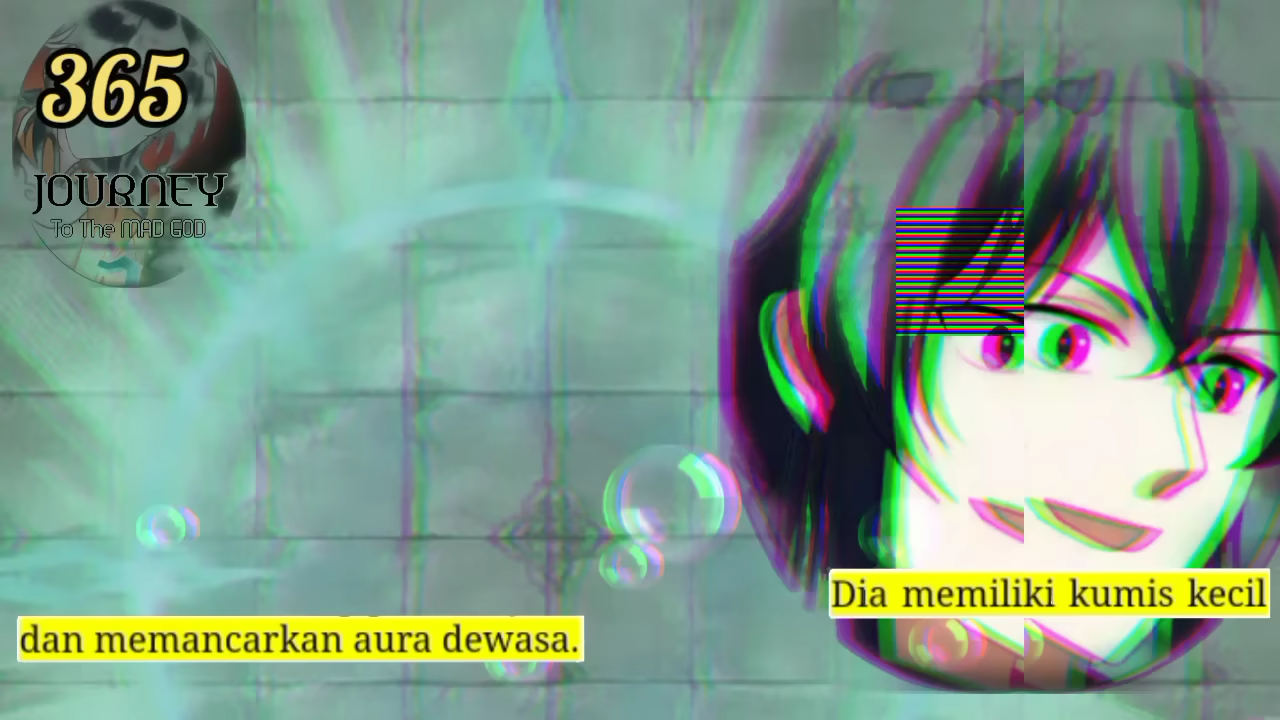 365
JOURNEY
To The MAD GOD
Dia memiliki kumis kecil
dan memancarkan aura dewasa.